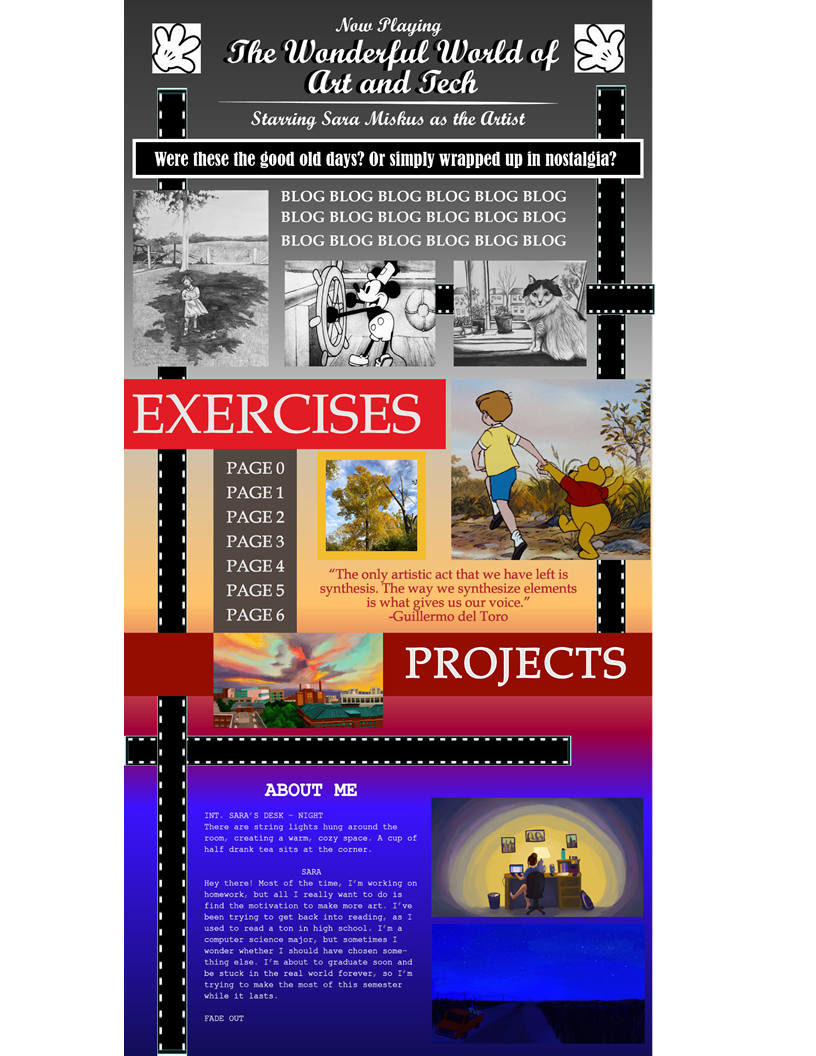 Now Playing
The Wonderful World of
Art and Tech
Starring Sara Miskus as the Artist
Were these the good old days? Or simply wrapped up in nostalgia?
BLOG BLOG BLOG BLOG BLOG BLOG
BLOG BLOG BLOG BLOG BLOG BLOG
BLOG BLOG BLOG BLOG BLOG BLOG
EXERCISES
PAGE 0
PAGE 1
PAGE 2
PAGE 3
PAGE 4
PAGE 5
PAGE 6
“The only artistic act that we have left is
synthesis. The way we synthesize elements
is what gives us our voice.”
-Guillermo del Toro
PROJECTS
ABOUT ME
INT. SARA’S DESK - NIGHT
There are string lights hung around the
room, creating a warm, cozy space. A cup of
half drank tea sits at the corner.
SARA
Hey there! Most of the time, I’m working on
homework, but all I really want to do is
find the motivation to make more art. I’ve
been trying to get back into reading, as I
used to read a ton in high school. I’m a
computer science major, but sometimes I
wonder whether I should have chosen some-
thing else. I’m about to graduate soon and
be stuck in the real world forever, so I’m
trying to make the most of this semester
while it lasts.
FADE OUT